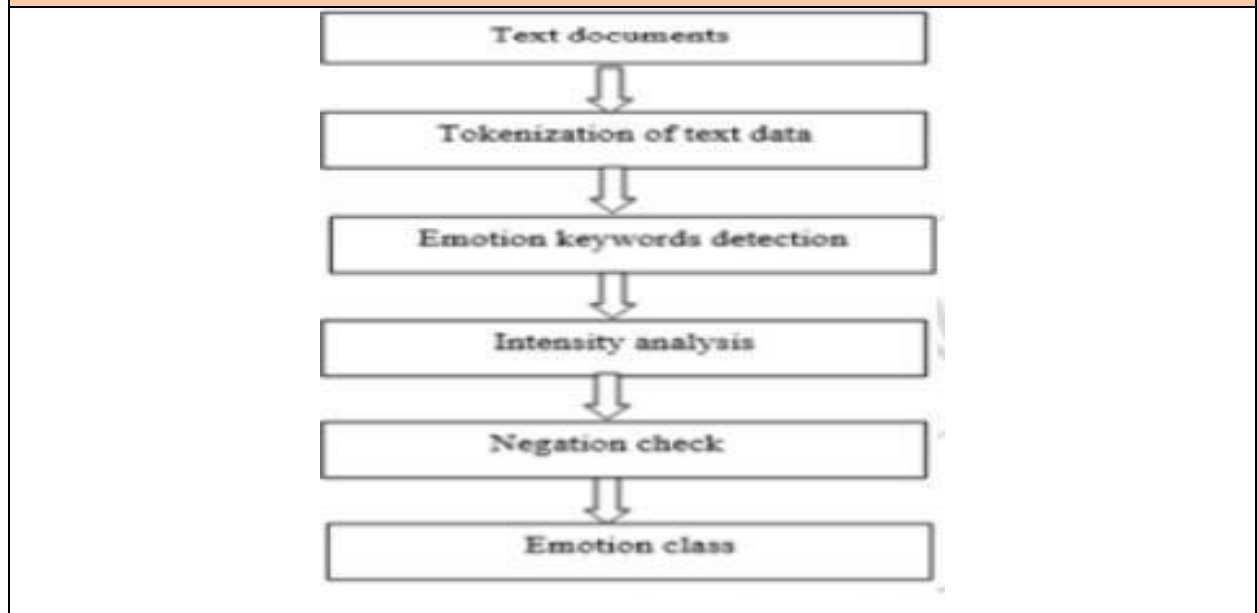 Text documents
Tokenization of text data
Emotion keywords detection
Intensity analysis
Negation check
Emotion class